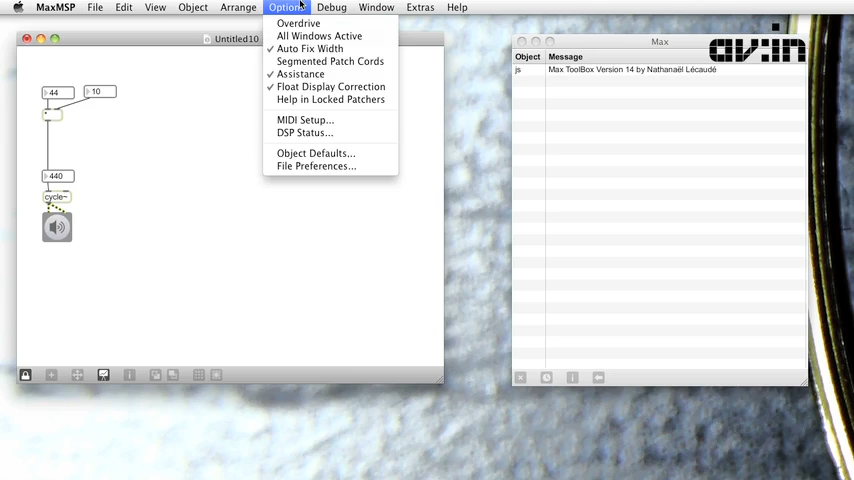 MaxMSP File Edit View Object Arrange Options Debug Window Extras Help
Overdrive
All Windows Active
Auto Fix Width
Segmented Patch Cords
Assistance
Float Display Correction
Help in Locked Patchers
MIDI Setup...
DSP Status...
Object Defaults...
File Preferences...
Untitled10
44
10
*
440
cycle~
Max
av:in
Object Message
js Max ToolBox Version 14 by Nathanaël Lécaudé